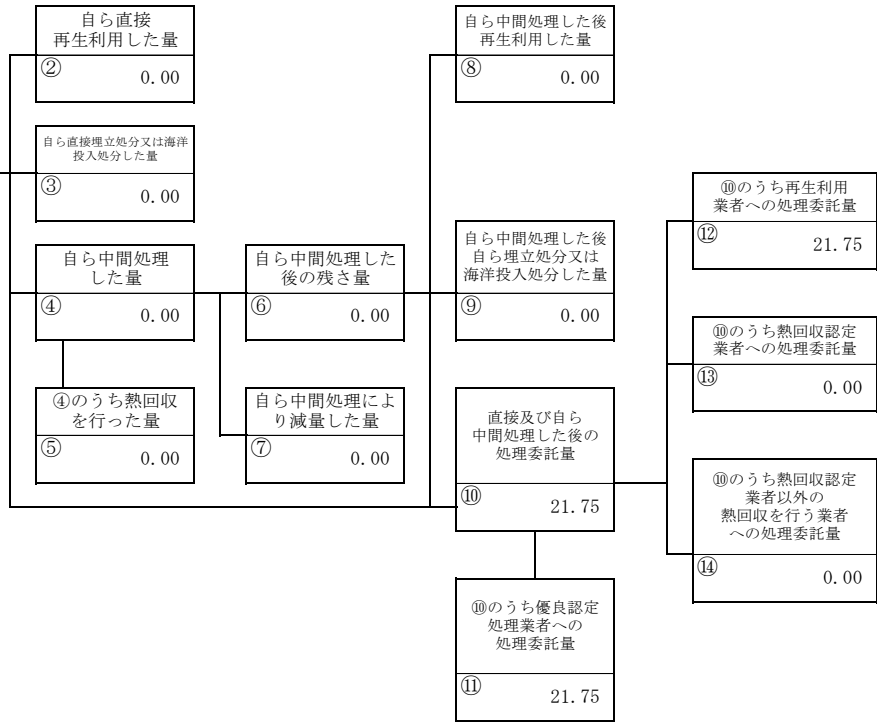 自ら直接
再生利用した量
②
0.00
自ら直接埋立処分又は海洋
投入処分した量
③
0.00
自ら中間処理
した量
④
0.00
④のうち熱回収
を行った量
⑤
0.00
自ら中間処理した
後の残さ量
⑥
0.00
自ら中間処理によ
り減量した量
⑦
0.00
自ら中間処理した後
再生利用した量
⑧
0.00
自ら中間処理した後
自ら埋立処分又は
海洋投入処分した量
⑨
0.00
直接及び自ら
中間処理した後の
処理委託量
⑩
21.75
⑩のうち優良認定
処理業者への
処理委託量
⑪
21.75
⑩のうち再生利用
業者への処理委託量
⑫
21.75
⑩のうち熱回収認定
業者への処理委託量
⑬
0.00
⑩のうち熱回収認定
業者以外の
熱回収を行う業者
への処理委託量
⑭
0.00